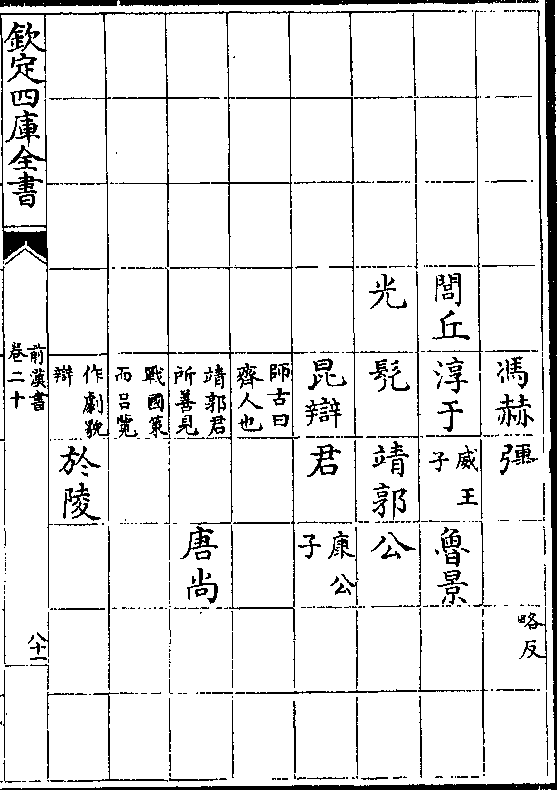 馮赫彊
略反
閭丘淳于
威王
子
魯景
光髡靖郭公
昆辯君
康公
子
師古曰
齊人也
靖郭君
所善見
唐尚
戰國策
而呂覽
作劇貌
辯
於陵
欽定四庫全書
前漢書
卷二十
八十一